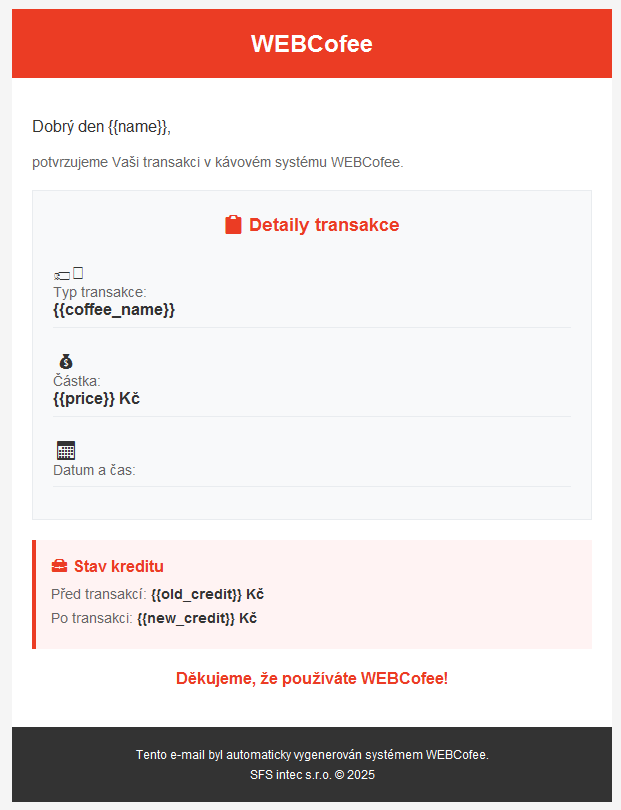 WEBCofee
Dobrý den {{name}},
potvrzujeme Vaši transakci v kávovém systému WEBCofee.
Detaily transakce
Typ transakce:
{{coffee_name}}
Částka:
{{price}} Kč
Datum a čas:
Stav kreditu
Před transakcí: {{old_credit}} Kč
Po transakci: {{new_credit}} Kč
Děkujeme, že používáte WEBCofee!
Tento e-mail byl automaticky vygenerován systémem WEBCofee.
SFS intec s.r.o. © 2025